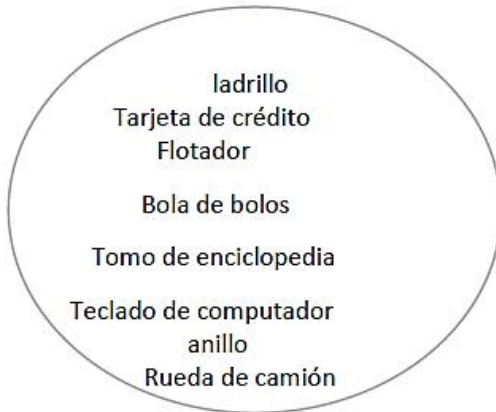 ladrillo
Tarjeta de crédito
Flotador
Bola de bolos
Tomo de enciclopedia
Teclado de computador
anillo
Rueda de camión